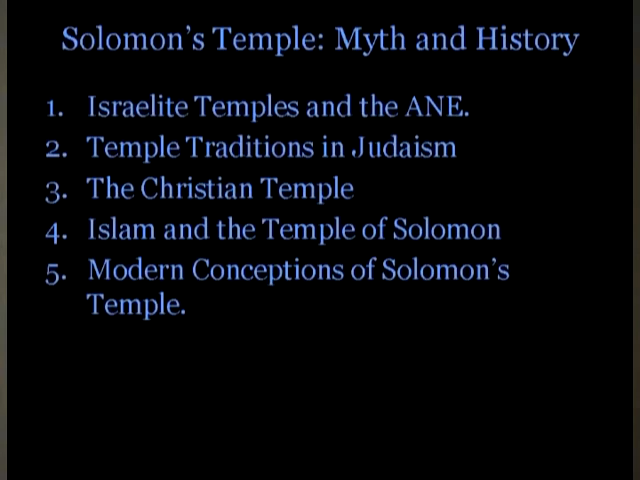 Solomon’s Temple: Myth and History
1. Israelite Temples and the ANE.
2. Temple Traditions in Judaism
3. The Christian Temple
4. Islam and the Temple of Solomon
5. Modern Conceptions of Solomon’s
Temple.